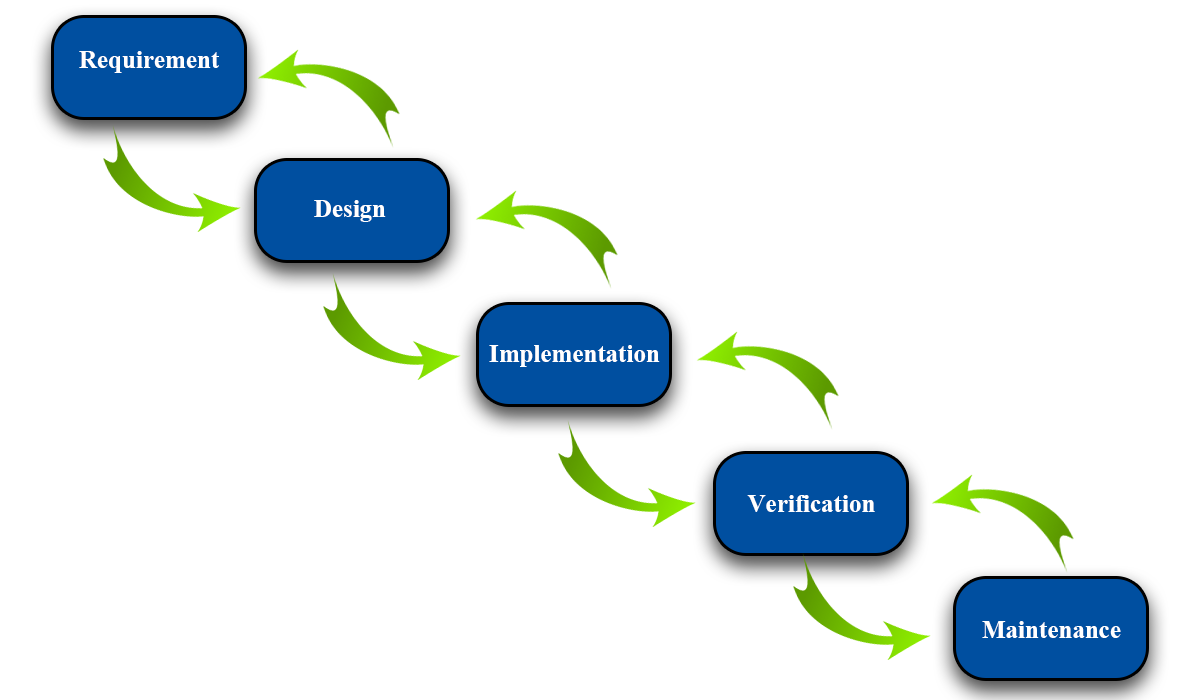 Requirement
Design
Implementation
Verification
Maintenance